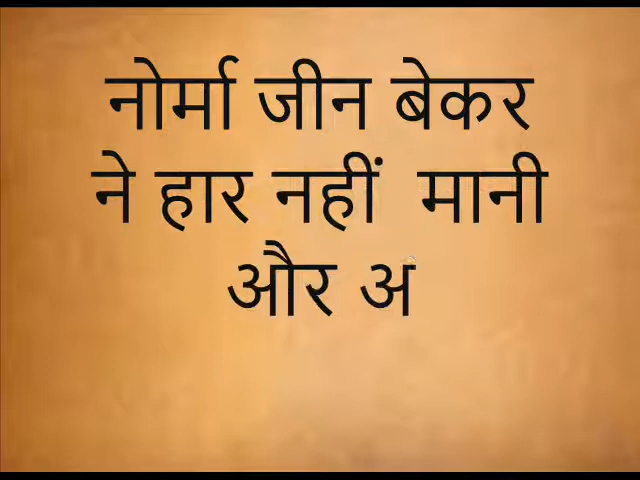 नोर्मा जीन बेकर
ने हार नहीं मानी
और अ